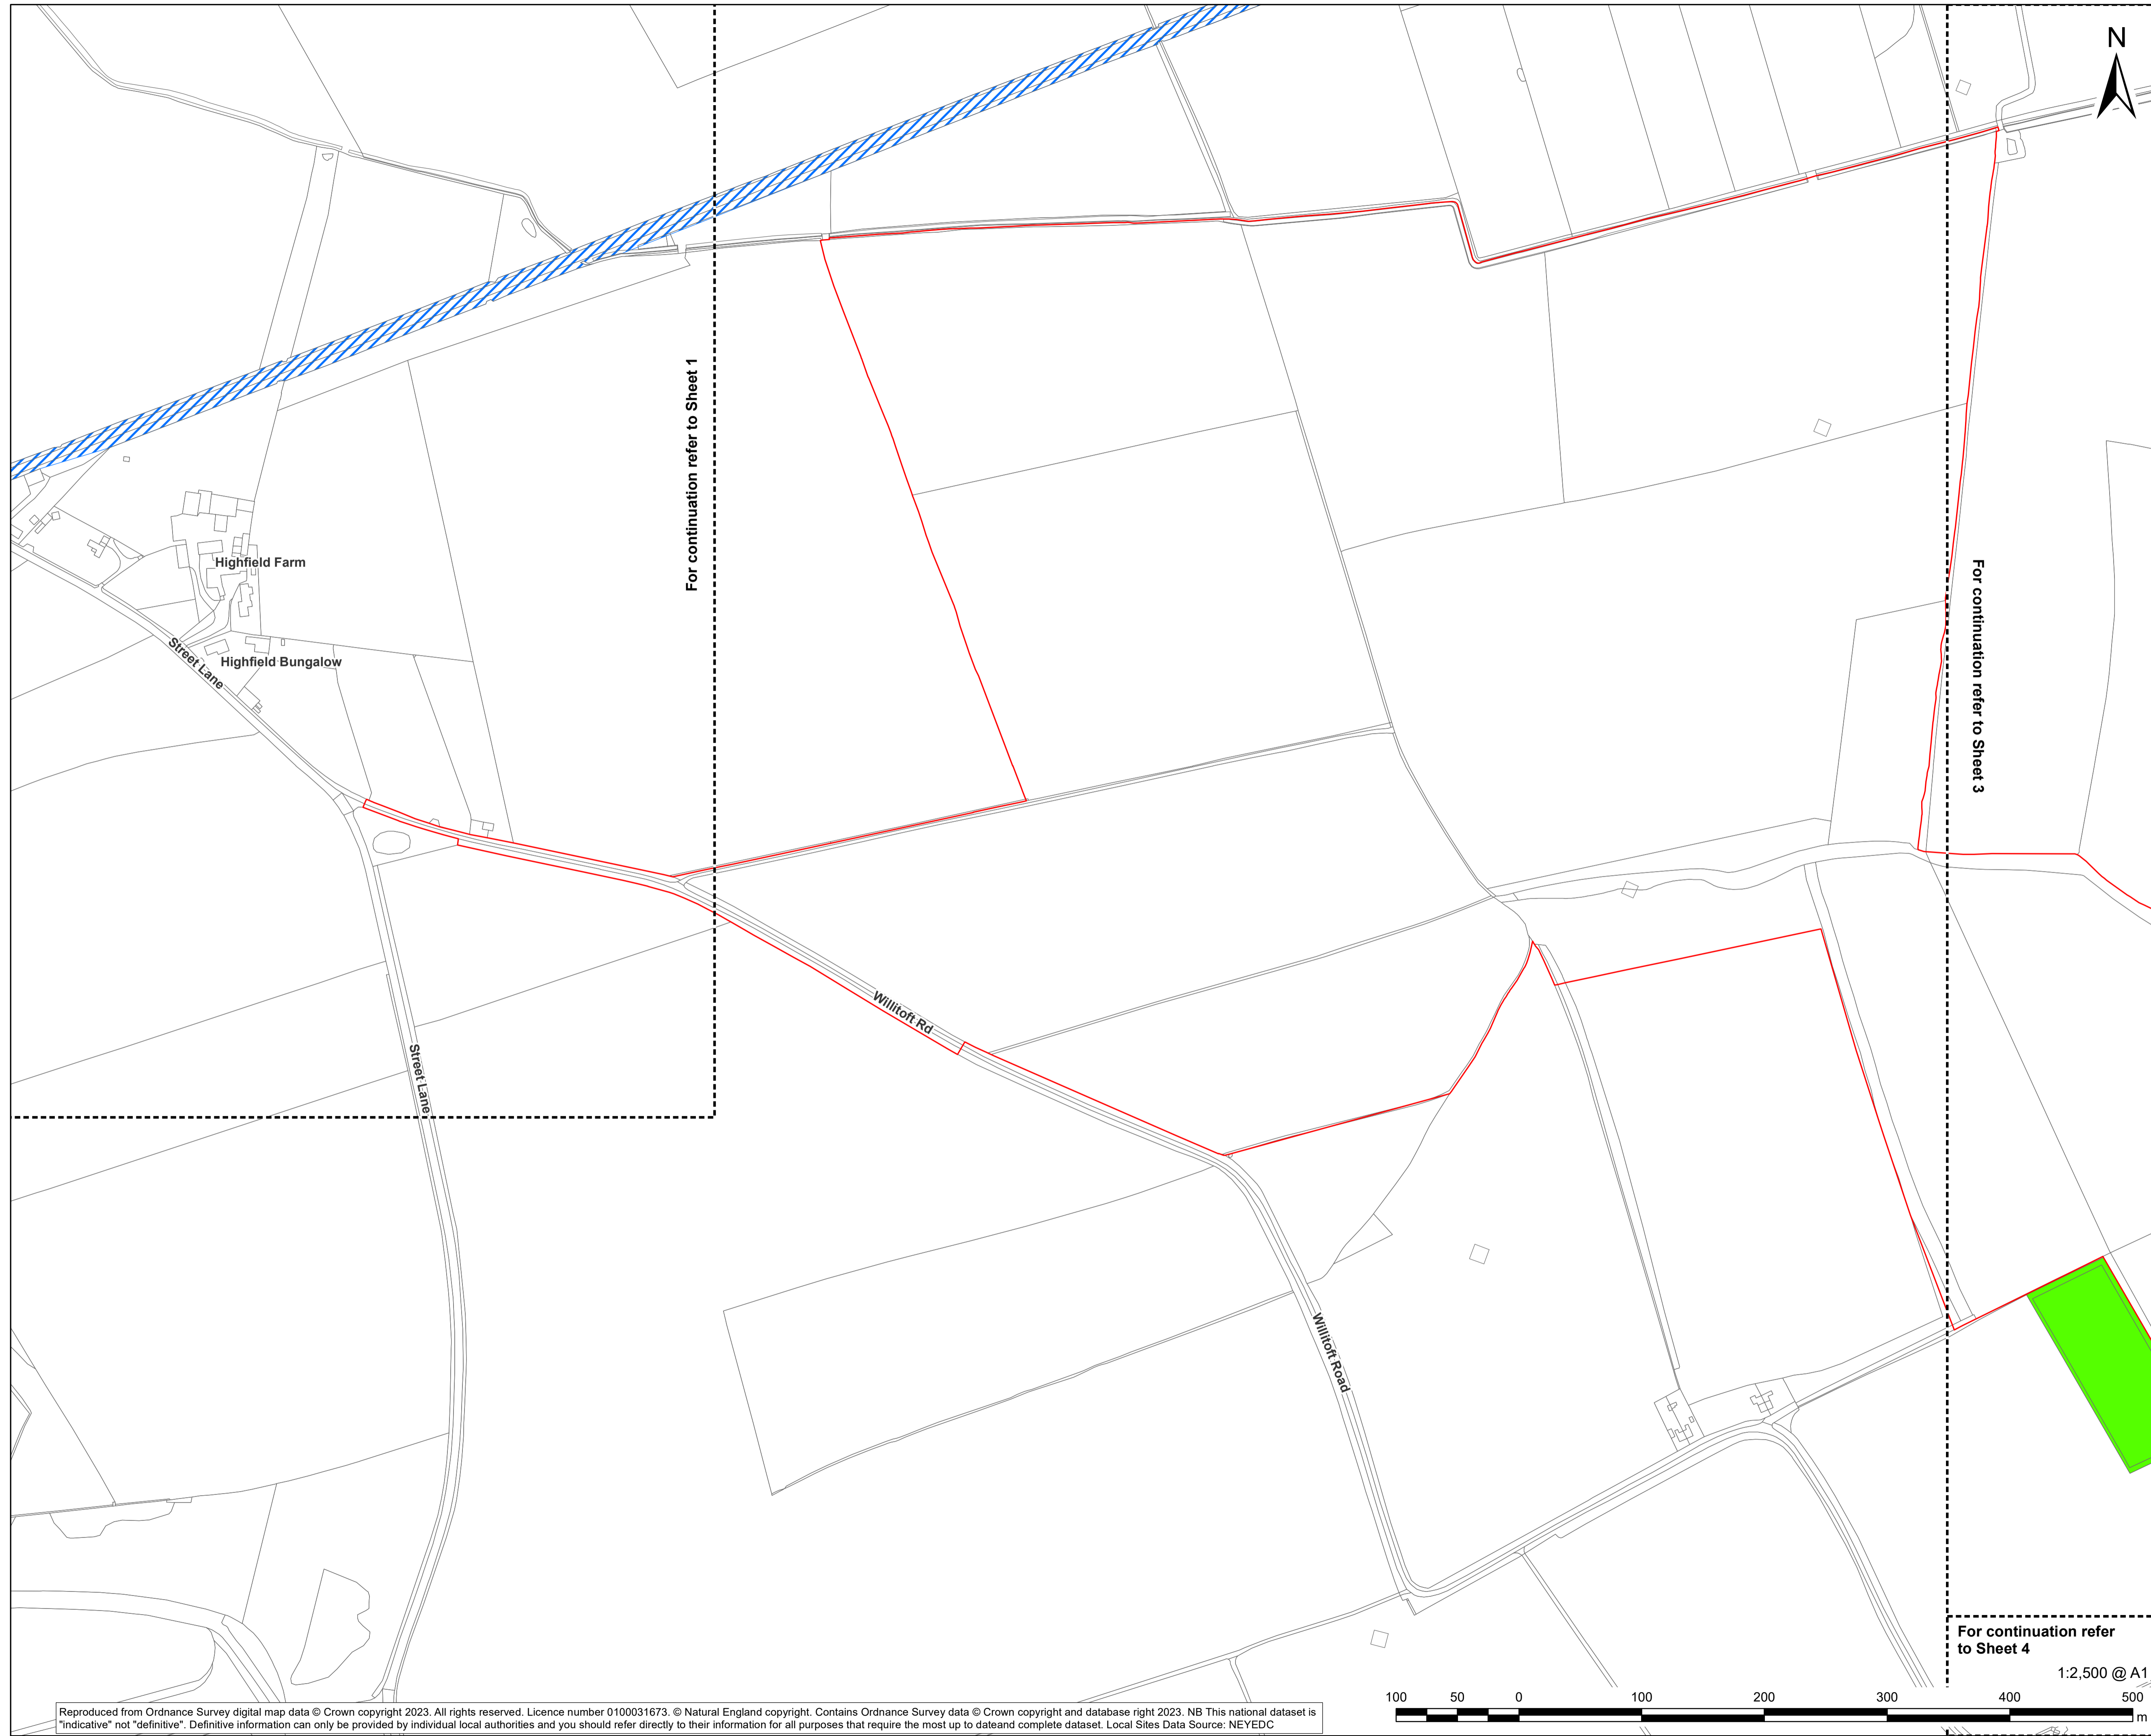 N
For continuation refer to Sheet 1
Highfield Farm
For continuation refer to Sheet 3
Street Lane
Highfield Bungalow
Willitoft Rd
Street Lane
Willitoft Road
For continuation refer
to Sheet 4
1:2,500 @ A1
100 50 0 100 200 300 400 500
m
Reproduced from Ordnance Survey digital map data © Crown copyright 2023. All rights reserved. Licence number 0100031673. © Natural England copyright. Contains Ordnance Survey data © Crown copyright and database right 2023. NB This national dataset is
"indicative" not "definitive". Definitive information can only be provided by individual local authorities and you should refer directly to their information for all purposes that require the most up to dateand complete dataset. Local Sites Data Source: NEYEDC